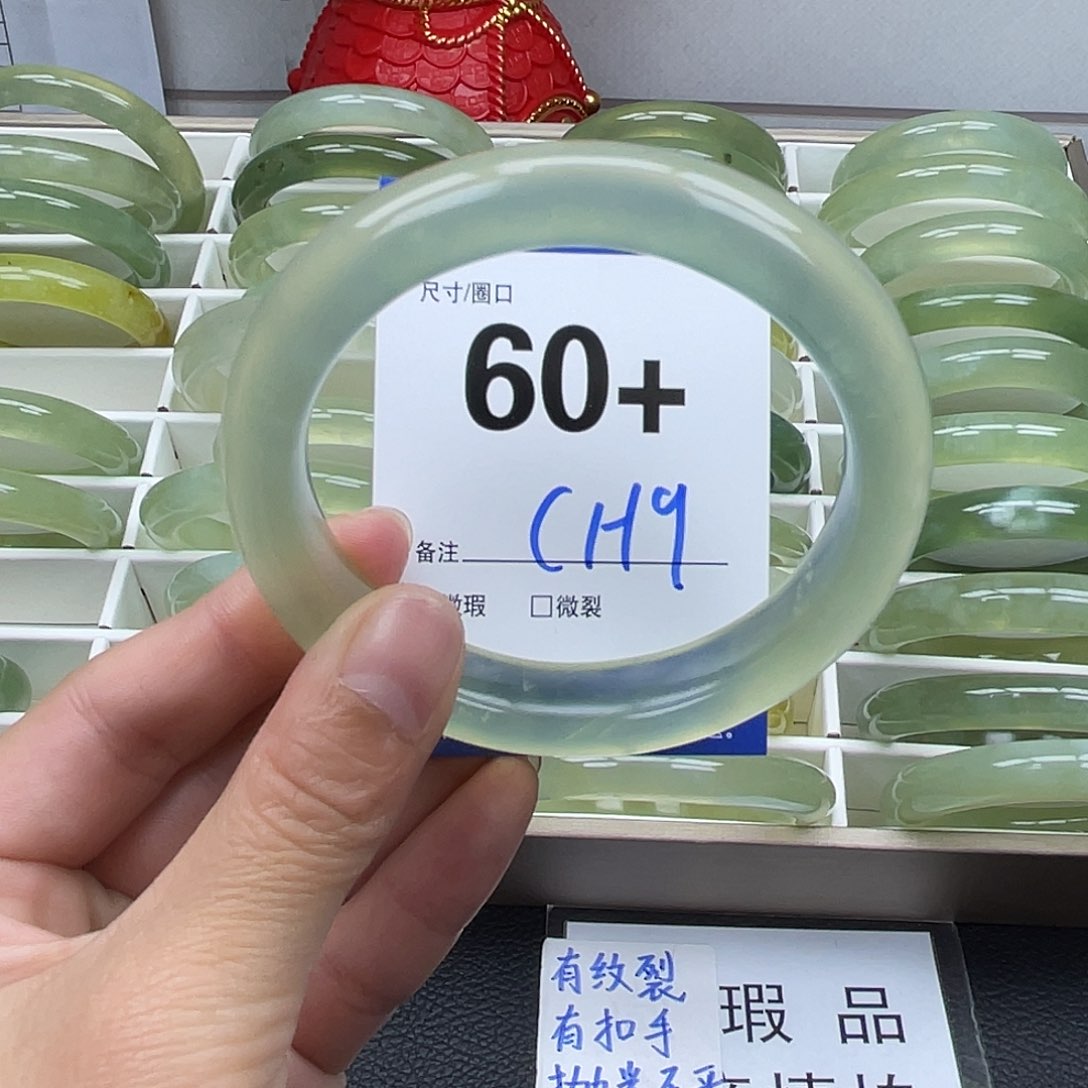 尺寸/圈口
60+
备注 CH9
微瑕 □微裂
有纹裂
有扣手
瑕 品